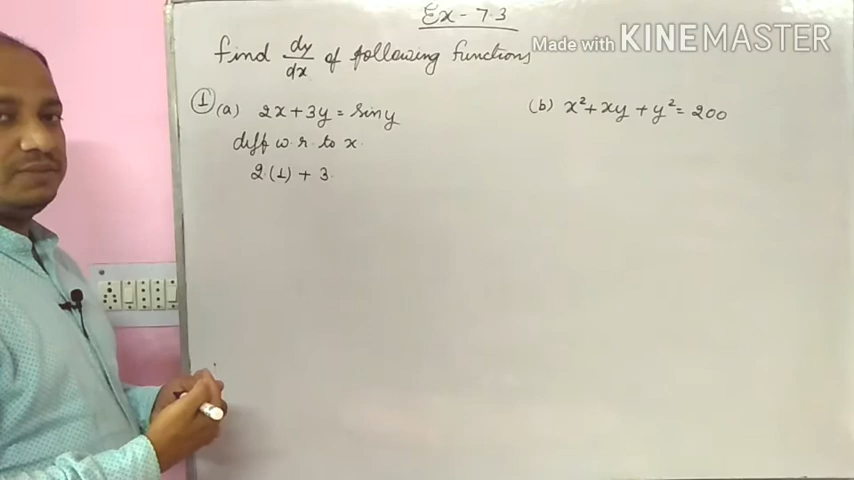 Ex - 7.3
Made with KINEMASTER
find dy/dx of following functions
① (a) 2x + 3y = sin y
(b) x² + xy + y² = 200
diff w. r. to x.
2.(1) + 3.